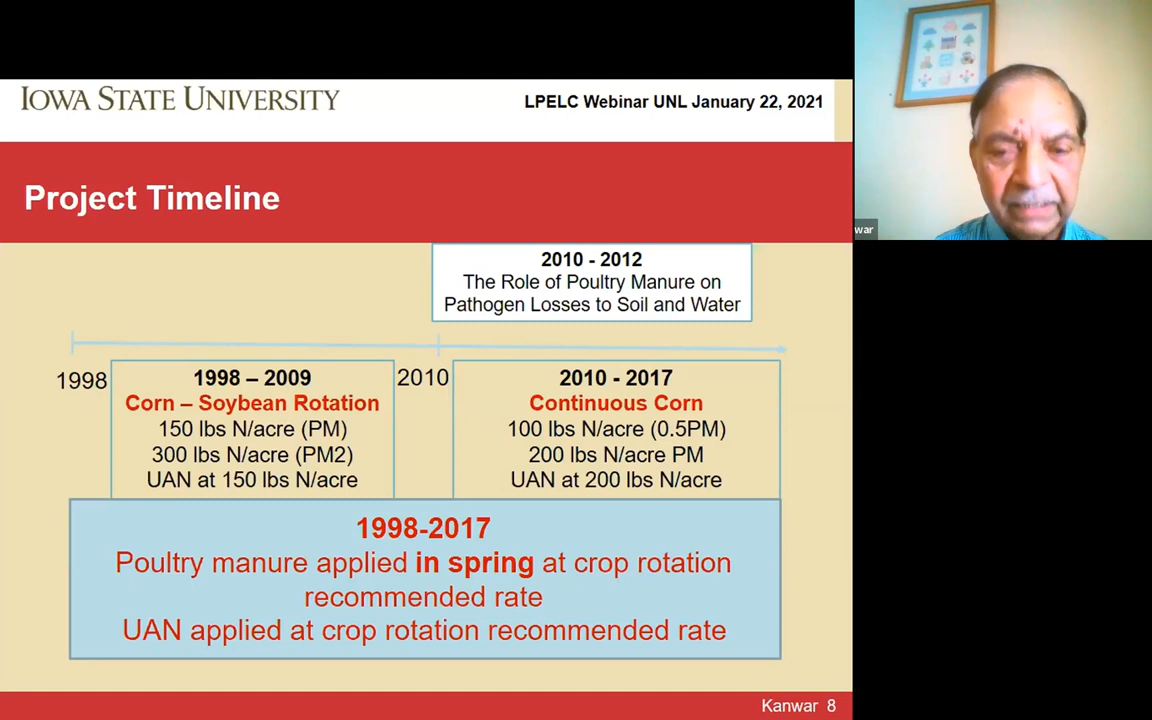 IOWA STATE UNIVERSITY
LPELC Webinar UNL January 22, 2021
Project Timeline
2010 - 2012
The Role of Poultry Manure on
Pathogen Losses to Soil and Water
1998
1998 – 2009
Corn – Soybean Rotation
150 lbs N/acre (PM)
300 lbs N/acre (PM2)
UAN at 150 lbs N/acre
2010
2010 - 2017
Continuous Corn
100 lbs N/acre (0.5PM)
200 lbs N/acre PM
UAN at 200 lbs N/acre
1998-2017
Poultry manure applied in spring at crop rotation
recommended rate
UAN applied at crop rotation recommended rate
Kanwar 8
war